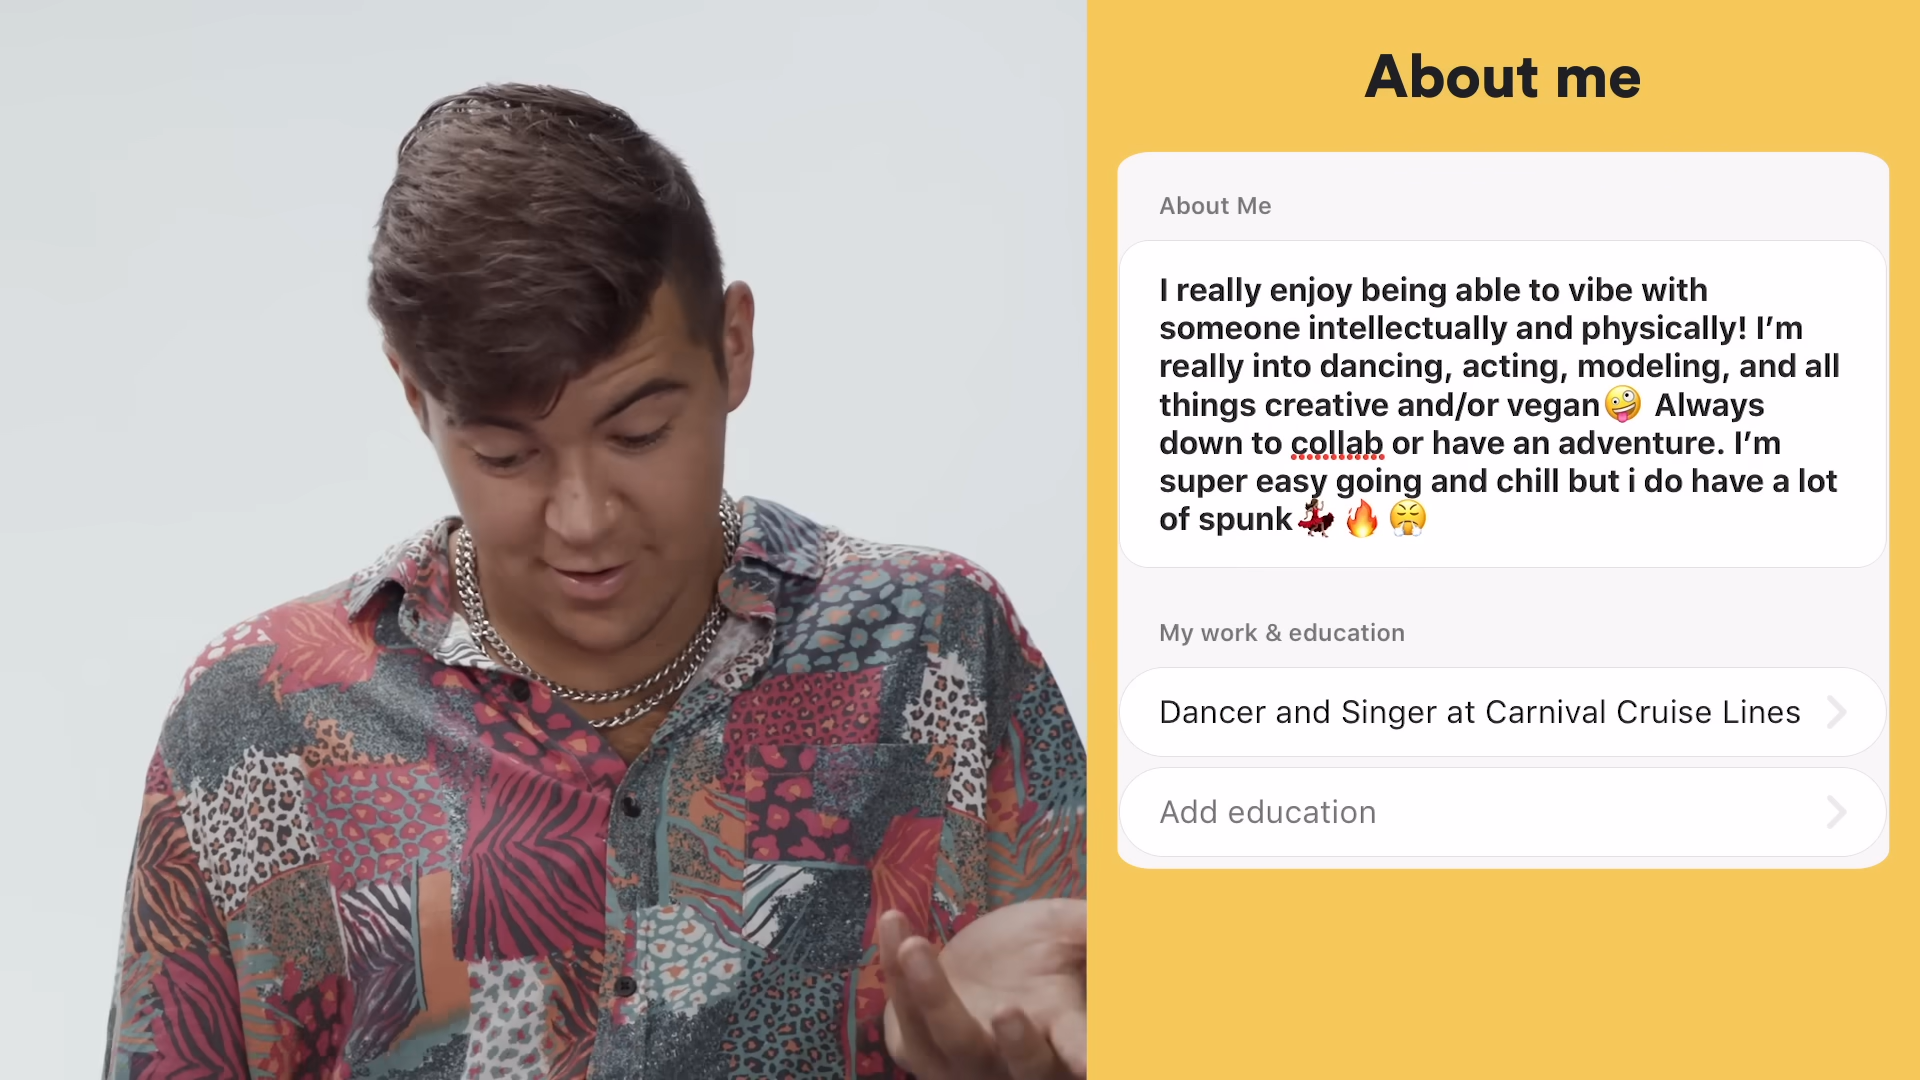 About me
About Me
I really enjoy being able to vibe with
someone intellectually and physically! I’m
really into dancing, acting, modeling, and all
things creative and/or vegan🤪 Always
down to collab or have an adventure. I’m
super easy going and chill but i do have a lot
of spunk💃🔥😤
My work & education
Dancer and Singer at Carnival Cruise Lines
Add education